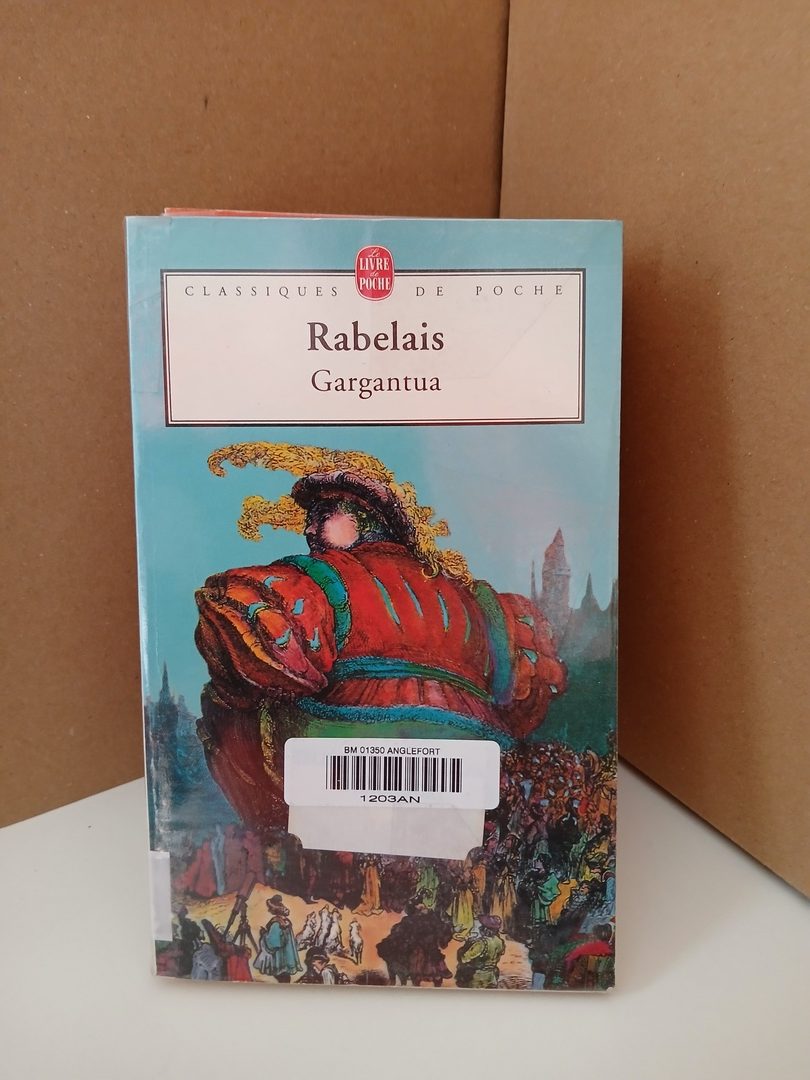 Le
LIVRE
de
POCHE
CLASSIQUES DE POCHE
Rabelais
Gargantua
BM 01350 ANGLEFORT
1203AN